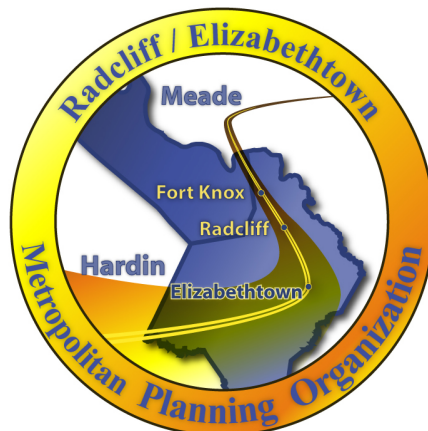 Radcliff / Elizabethtown
Meade
Fort Knox
Radcliff
Hardin
Elizabethtown
Metropolitan Planning Organization